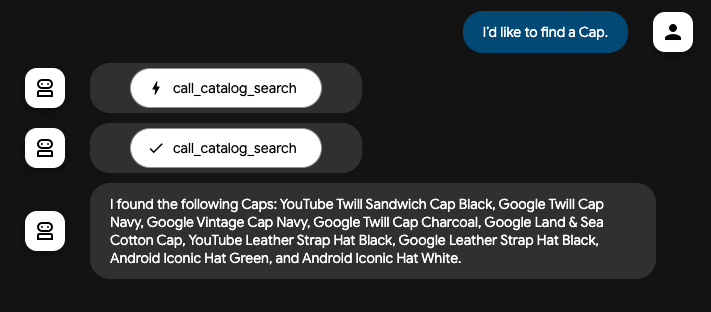 I'd like to find a Cap.
call_catalog_search
call_catalog_search
I found the following Caps: YouTube Twill Sandwich Cap Black, Google Twill Cap
Navy, Google Vintage Cap Navy, Google Twill Cap Charcoal, Google Land & Sea
Cotton Cap, YouTube Leather Strap Hat Black, Google Leather Strap Hat Black,
Android Iconic Hat Green, and Android Iconic Hat White.